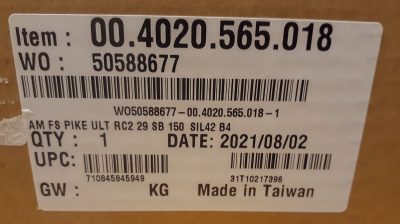 Item : 00.4020.565.018
WO : 50588677
WO50588677-00.4020.565.018-1
AM FS PIKE ULT RC2 29 SB 150 SIL42 B4
QTY : 1 DATE: 2021/08/02
UPC:
710845845949 31T10217396
GW : KG Made in Taiwan